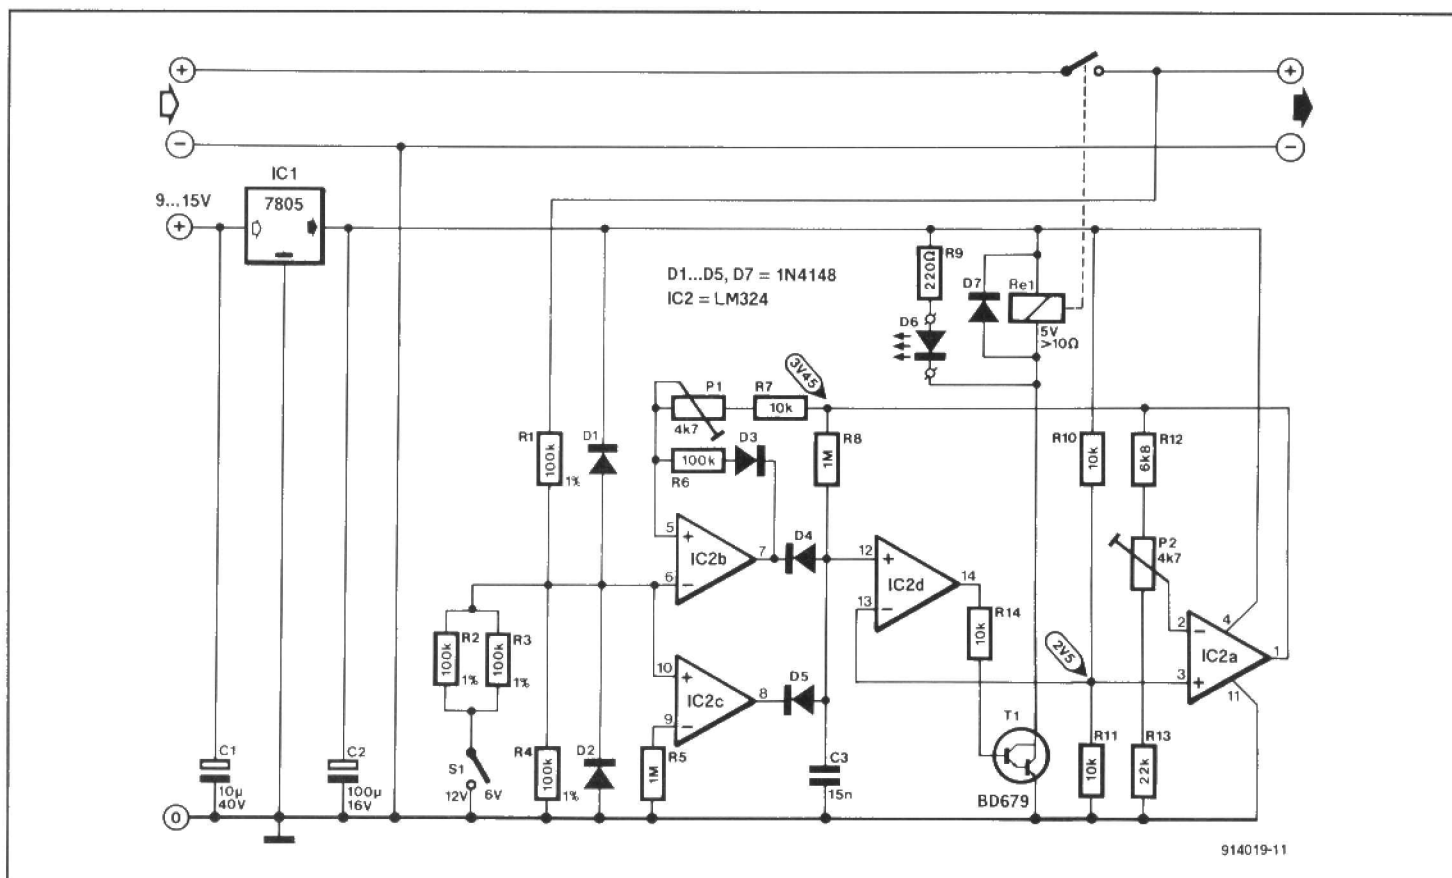 +
+
−
−
IC1
7805
9...15V
+
D1...D5, D7 = 1N4148
IC2 = LM324
R9
220Ω
D6
D7
Re1
5V
>10Ω
P1
4k7
R7
10k
3V45
R1
100k
1%
D1
D3
100k
R6
R8
1M
R10
10k
R12
6k8
5
+
IC2b
7
6
−
D4
12
+
IC2d
14
13
−
P2
4k7
R2
100k
1%
R3
100k
1%
10
+
IC2c
8
9
−
D5
R14
10k
2V5
2
−
4
IC2a
1
3
+
11
S1
12V
6V
R4
100k
1%
D2
R5
1M
C3
15n
T1
BD679
R11
10k
R13
22k
C1
10µ
40V
C2
100µ
16V
0
914019-11